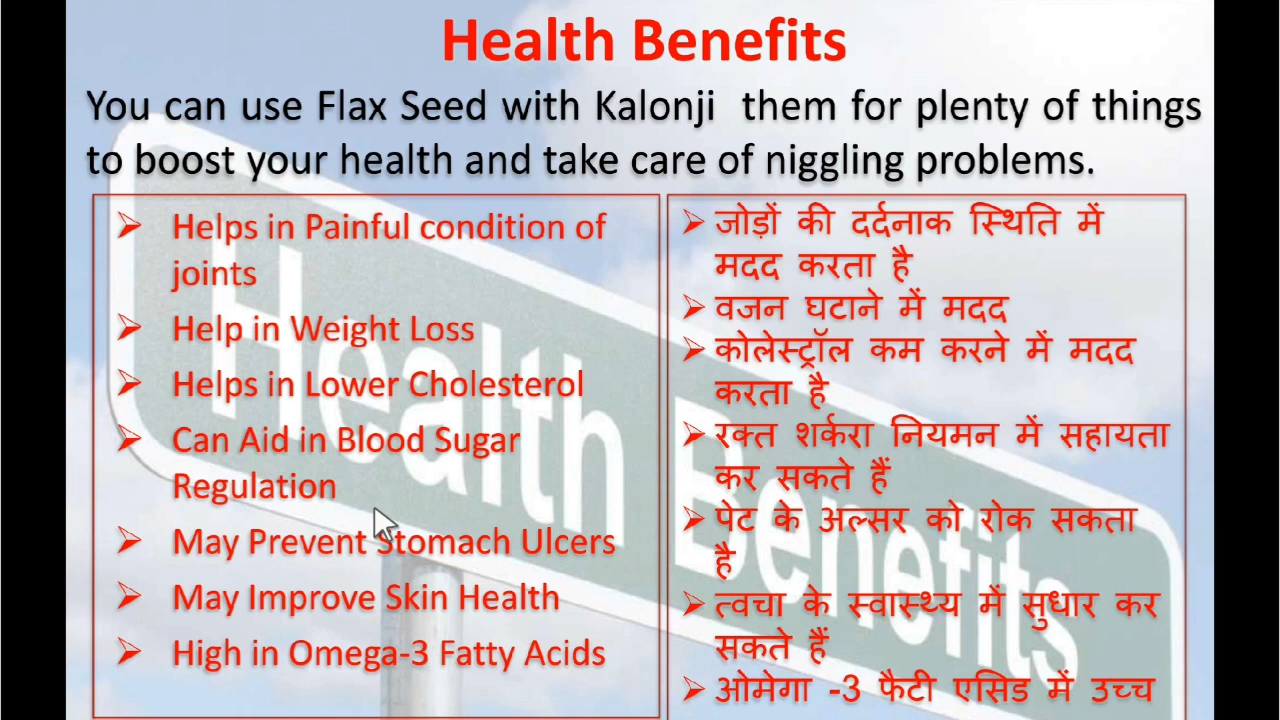 Health Benefits
You can use Flax Seed with Kalonji them for plenty of things
to boost your health and take care of niggling problems.
➢ Helps in Painful condition of
joints
➢ Help in Weight Loss
➢ Helps in Lower Cholesterol
➢ Can Aid in Blood Sugar
Regulation
➢ May Prevent Stomach Ulcers
➢ May Improve Skin Health
➢ High in Omega-3 Fatty Acids
➢ जोड़ों की दर्दनाक स्थिति में
मदद करता है
➢ वजन घटाने में मदद
➢ कोलेस्ट्रॉल कम करने में मदद
करता है
➢ रक्त शर्करा नियमन में सहायता
कर सकते हैं
➢ पेट के अल्सर को रोक सकता
है
➢ त्वचा के स्वास्थ्य में सुधार कर
सकते हैं
➢ ओमेगा -3 फैटी एसिड में उच्च
Health Benefits